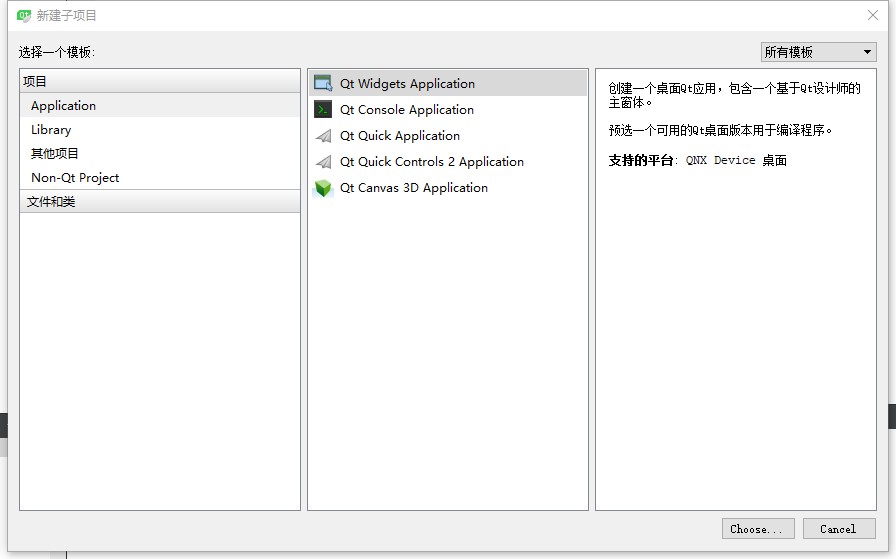 新建子项目
选择一个模板:
所有模板
项目
Application
Library
其他项目
Non-Qt Project
文件和类
Qt Widgets Application
Qt Console Application
Qt Quick Application
Qt Quick Controls 2 Application
Qt Canvas 3D Application
创建一个桌面Qt应用，包含一个基于Qt设计师的
主窗体。
预选一个可用的Qt桌面版本用于编译程序。
支持的平台: QNX Device 桌面
Choose...
Cancel